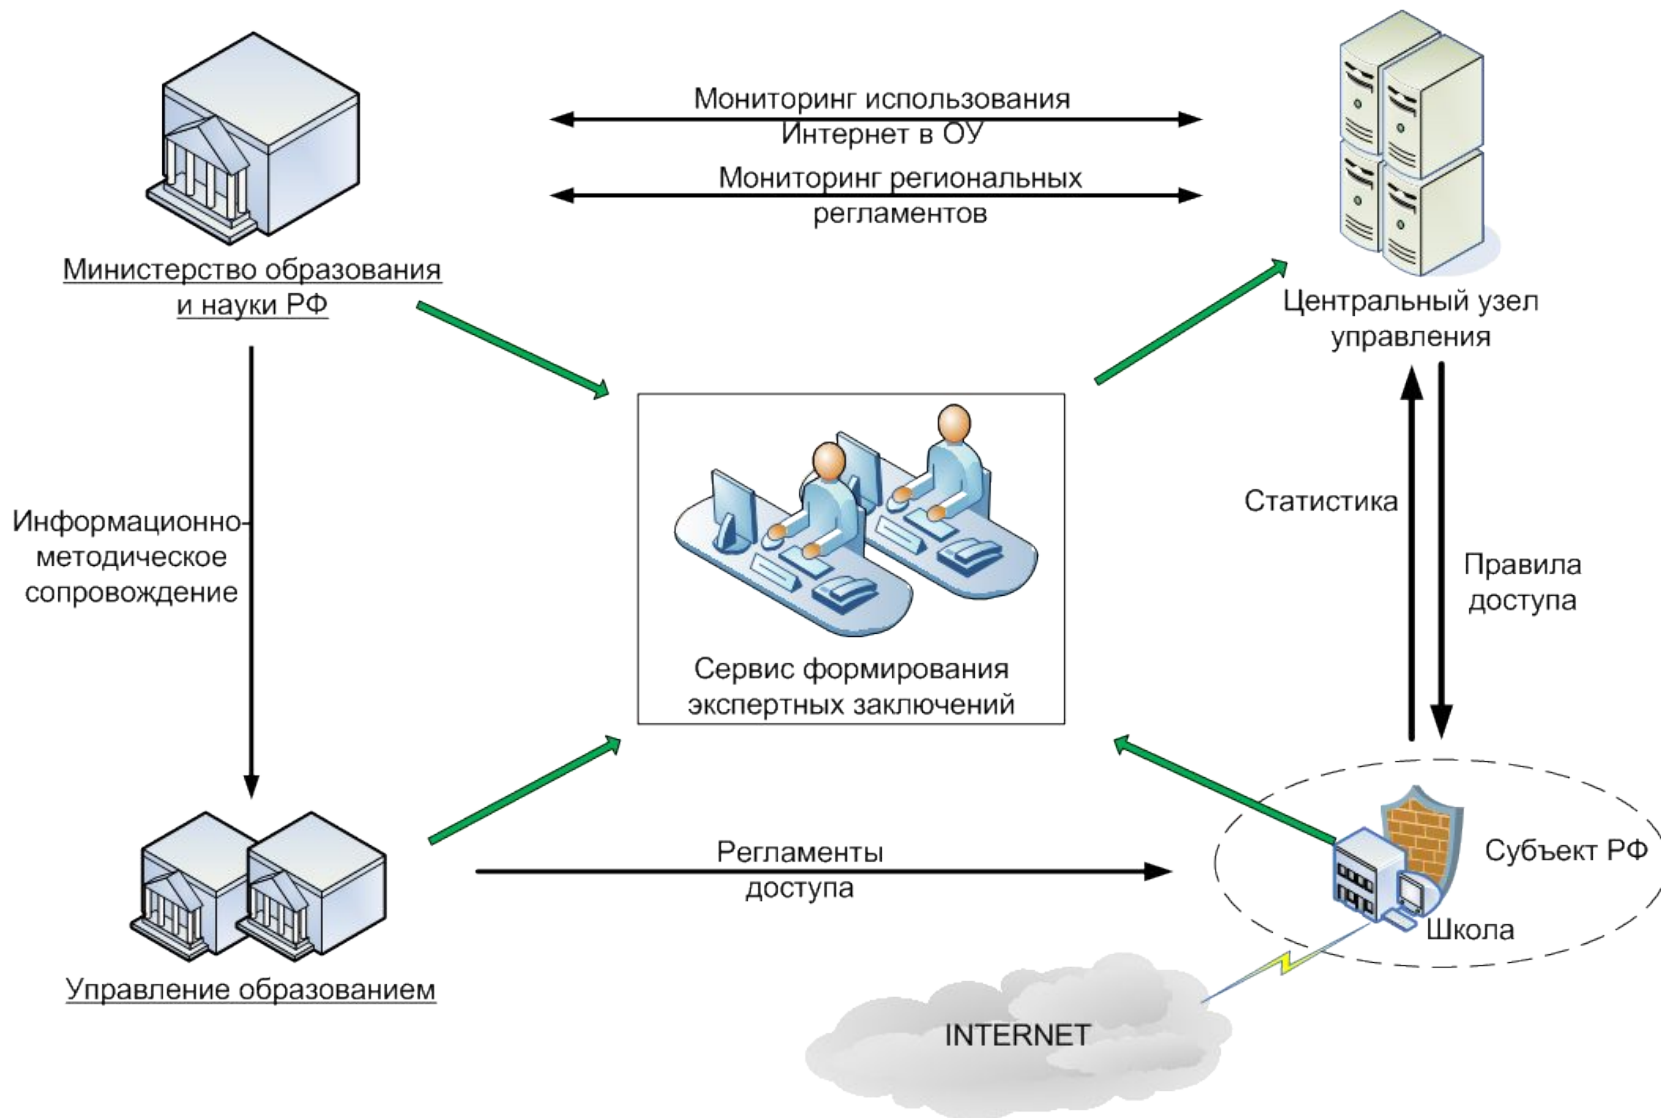 Мониторинг использования
Интернет в ОУ
Мониторинг региональных
регламентов
Министерство образования
и науки РФ
Центральный узел
управления
Информационно-
методическое
сопровождение
Статистика
Правила
доступа
Сервис формирования
экспертных заключений
Регламенты
доступа
Субъект РФ
Школа
Управление образованием
INTERNET